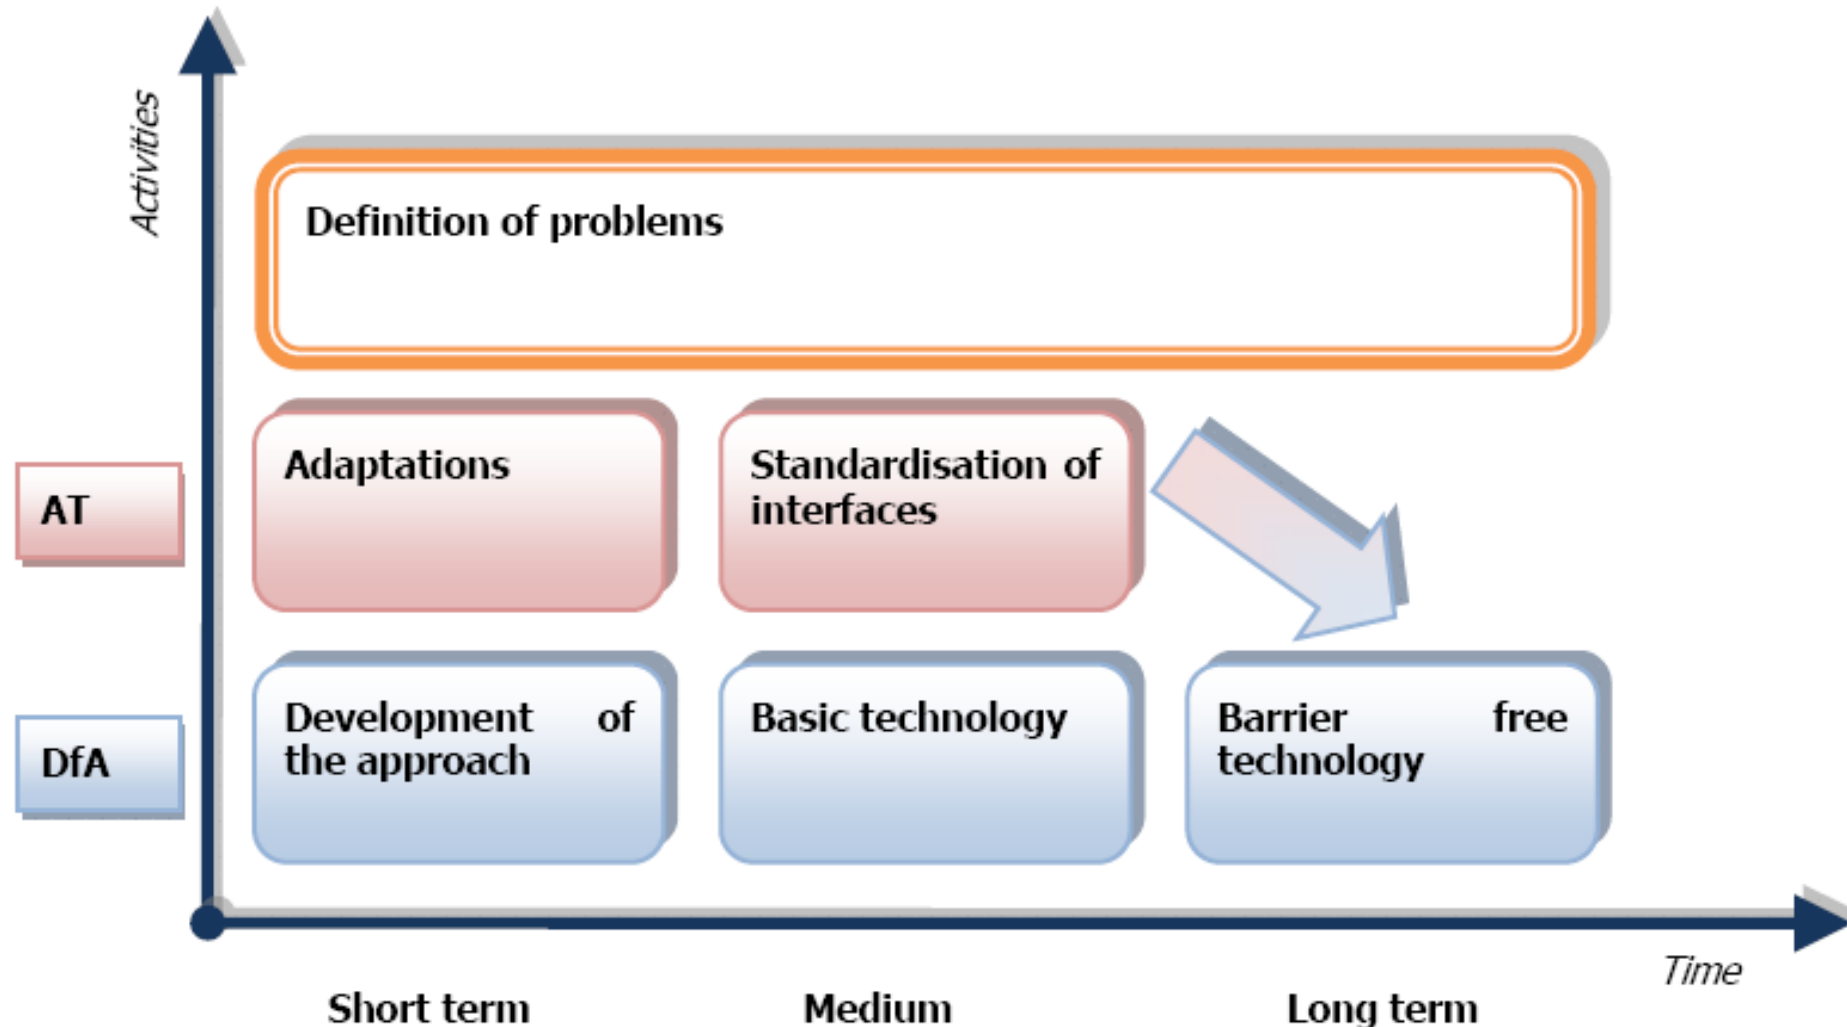 Activities
Definition of problems
AT
Adaptations
Standardisation of
interfaces
DfA
Development of
the approach
Basic technology
Barrier free
technology
Time
Short term
Medium
Long term